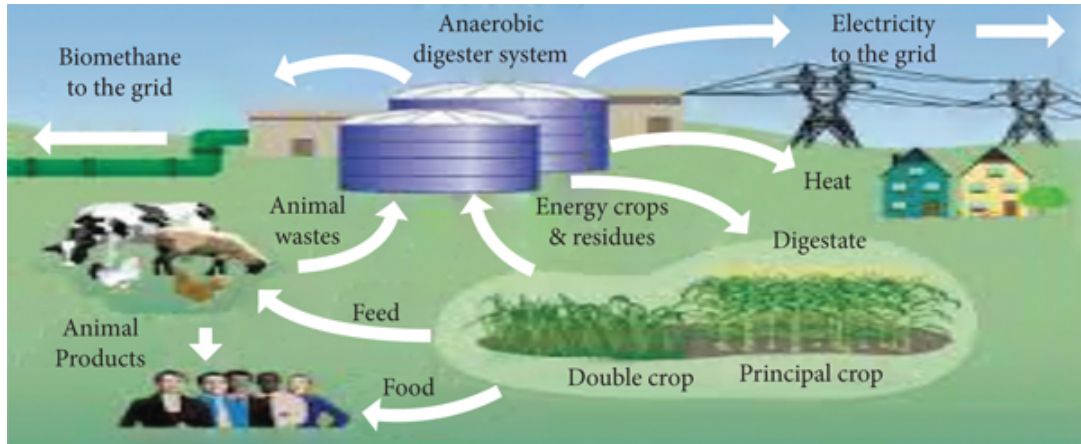 Anaerobic
digester system
Biomethane
to the grid
Electricity
to the grid
Heat
Animal
wastes
Energy crops
& residues
Digestate
Feed
Animal
Products
Food
Double crop
Principal crop